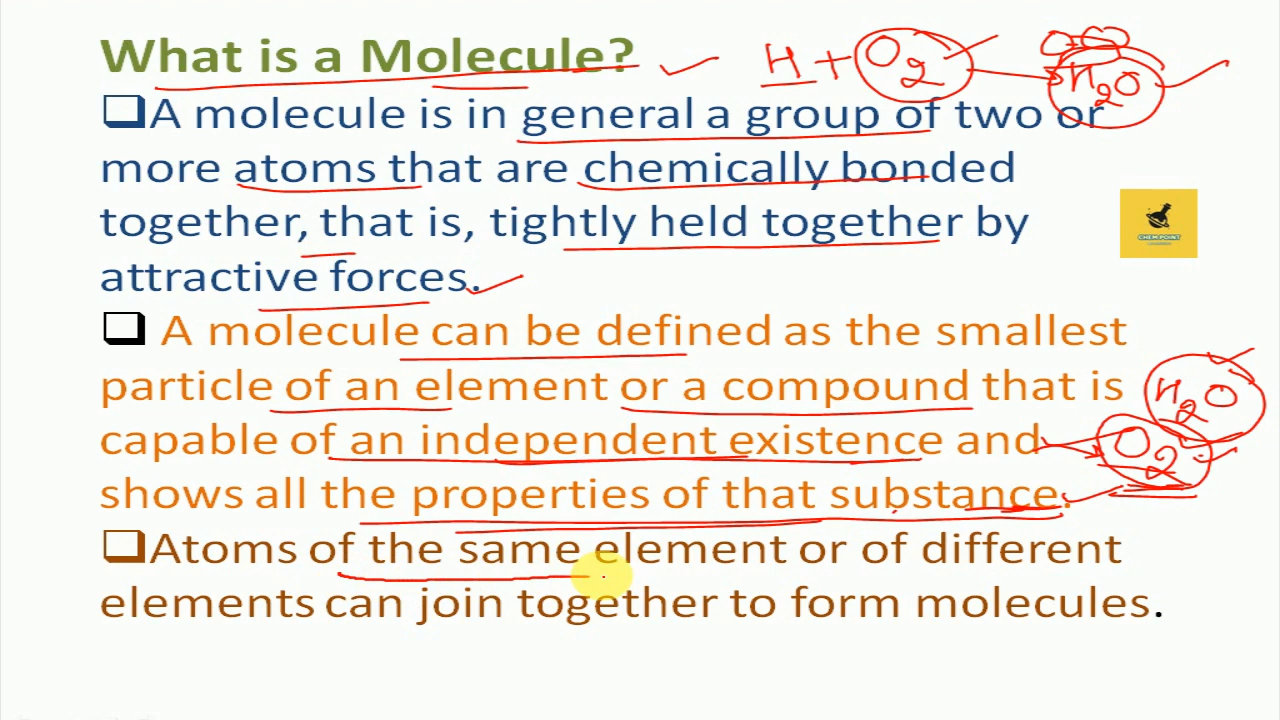 What is a Molecule?
H + O2 H2O
❑A molecule is in general a group of two or
more atoms that are chemically bonded
together, that is, tightly held together by
attractive forces.
CHEM POINT
❑ A molecule can be defined as the smallest
particle of an element or a compound that is
capable of an independent existence and
shows all the properties of that substance.
H2O
O2
❑Atoms of the same element or of different
elements can join together to form molecules.